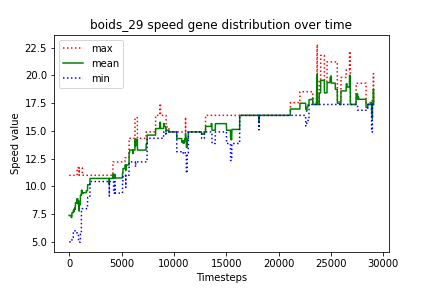 boids_29 speed gene distribution over time
max
mean
min
Speed value
22.5
20.0
17.5
15.0
12.5
10.0
7.5
5.0
0
5000
10000
15000
20000
25000
30000
Timesteps